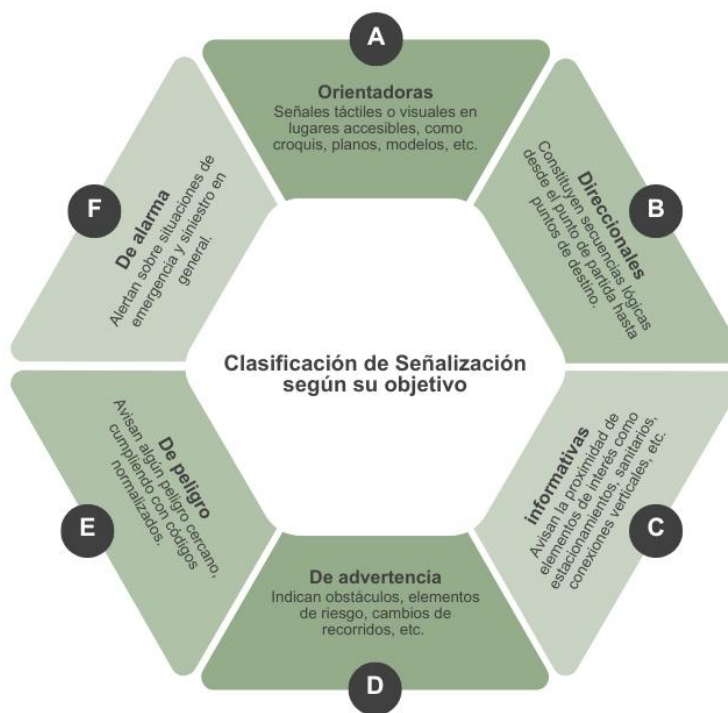 A
Orientadoras
Señales táctiles o visuales en
lugares accesibles, como
croquis, planos, modelos, etc.
B
Direccionales
Constituyen secuencias lógicas
desde el punto de partida hasta
puntos de destino.
C
informativas
Avisan la proximidad de
elementos de interés como
estacionamientos, sanitarios,
conexiones verticales, etc.
D
De advertencia
Indican obstáculos, elementos
de riesgo, cambios de
recorridos, etc.
E
De peligro
Avisan algún peligro cercano,
cumpliendo con códigos
normalizados.
F
De alarma
Alertan sobre situaciones de
emergencia y siniestro en
general.
Clasificación de Señalización
según su objetivo